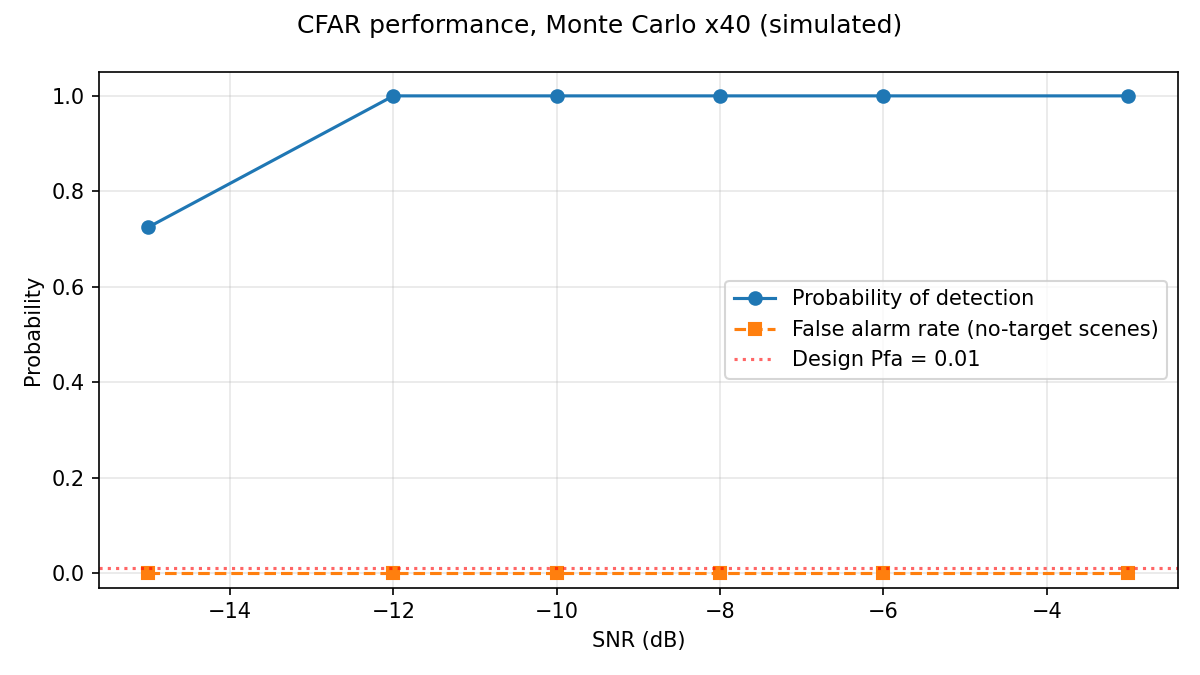 CFAR performance, Monte Carlo x40 (simulated)
1.0
0.8
0.6
0.4
0.2
0.0
Probability
Probability of detection
False alarm rate (no-target scenes)
Design Pfa = 0.01
−14 −12 −10 −8 −6 −4
SNR (dB)